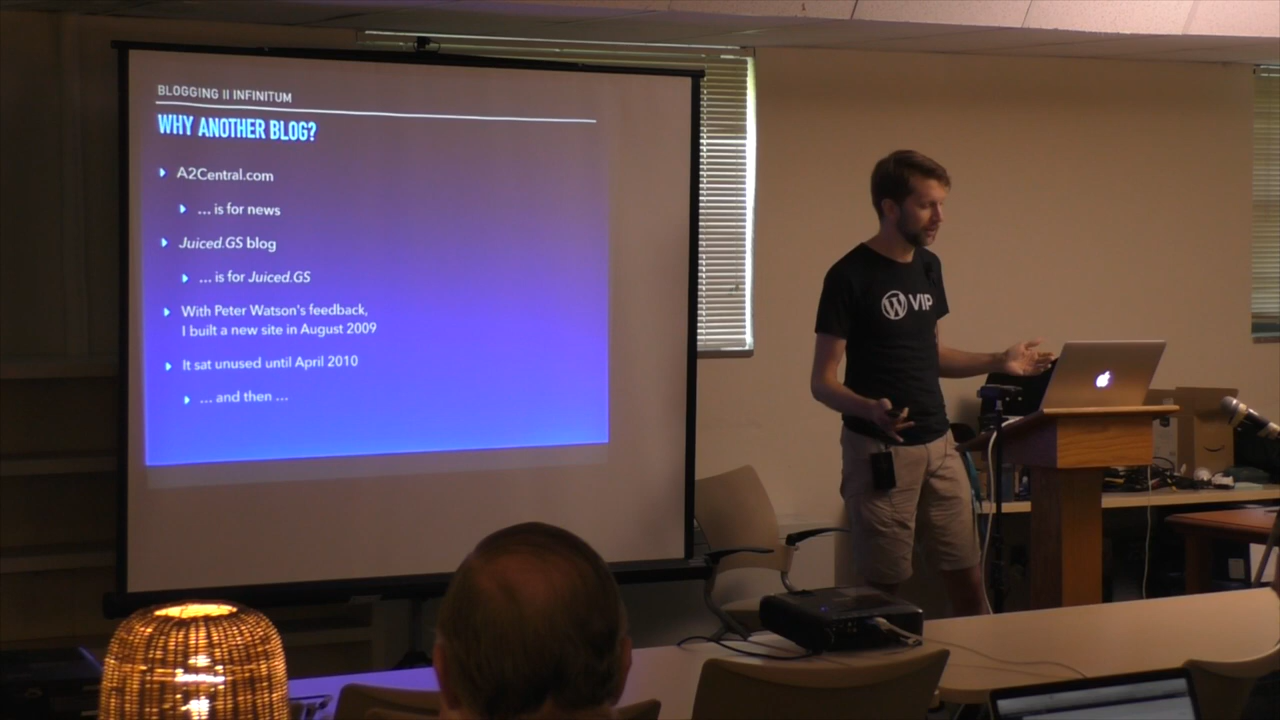 BLOGGING II INFINITUM
WHY ANOTHER BLOG?
A2Central.com
... is for news
Juiced.GS blog
... is for Juiced.GS
With Peter Watson's feedback,
I built a new site in August 2009
It sat unused until April 2010
... and then ...
W VIP